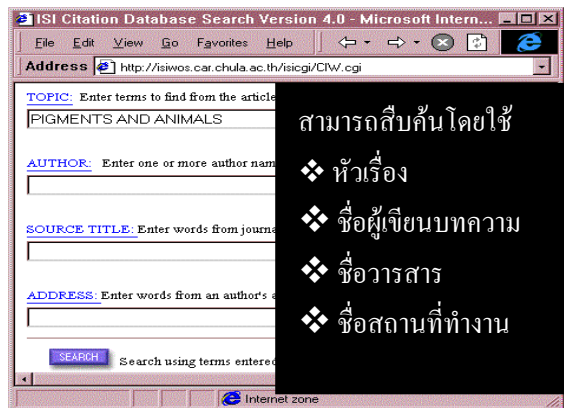 ISI Citation Database Search Version 4.0 - Microsoft Intern...
File Edit View Go Favorites Help
Address http://isiwos.car.chula.ac.th/isicgi/CIW.cgi
TOPIC: Enter terms to find from the article
PIGMENTS AND ANIMALS
AUTHOR: Enter one or more author nam
SOURCE TITLE: Enter words from journa
ADDRESS: Enter words from an author's a
SEARCH Search using terms entered
Internet zone
สามารถสืบค้นโดยใช้
❖ หัวเรื่อง
❖ ชื่อผู้เขียนบทความ
❖ ชื่อวารสาร
❖ ชื่อสถานที่ทำงาน